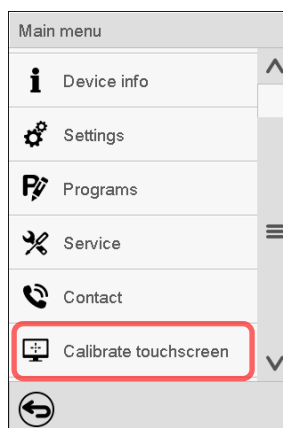 Main menu
Device info
Settings
Programs
Service
Contact
Calibrate touchscreen